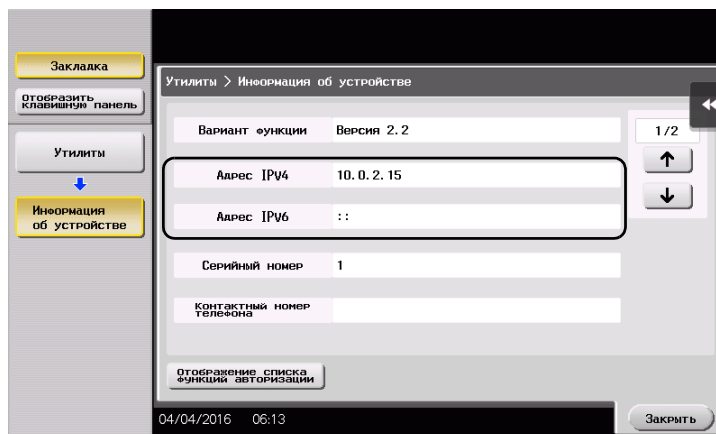 Закладка
Отобразить
клавишную панель
Утилиты
Информация
об устройстве
Утилиты > Информация об устройстве
Вариант функции Версия 2.2
Адрес IPv4 10.0.2.15
Адрес IPv6 ::
Серийный номер 1
Контактный номер
телефона
1/2
Отображение списка
функций авторизации
04/04/2016 06:13
Закрыть